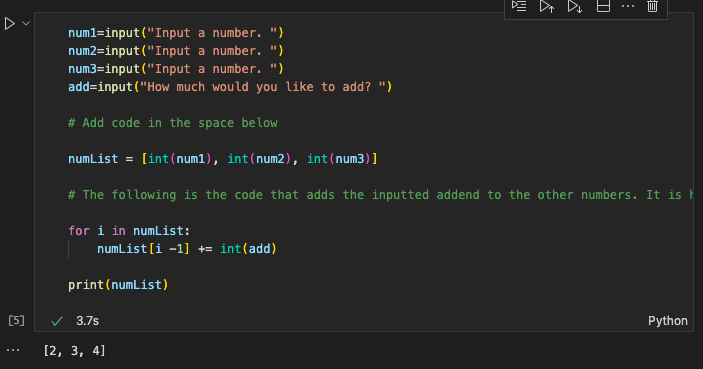 num1=input("Input a number. ")
num2=input("Input a number. ")
num3=input("Input a number. ")
add=input("How much would you like to add? ")
# Add code in the space below
numList = [int(num1), int(num2), int(num3)]
# The following is the code that adds the inputted addend to the other numbers. It is
for i in numList:
numList[i -1] += int(add)
print(numList)
[5] 3.7s Python
[2, 3, 4]